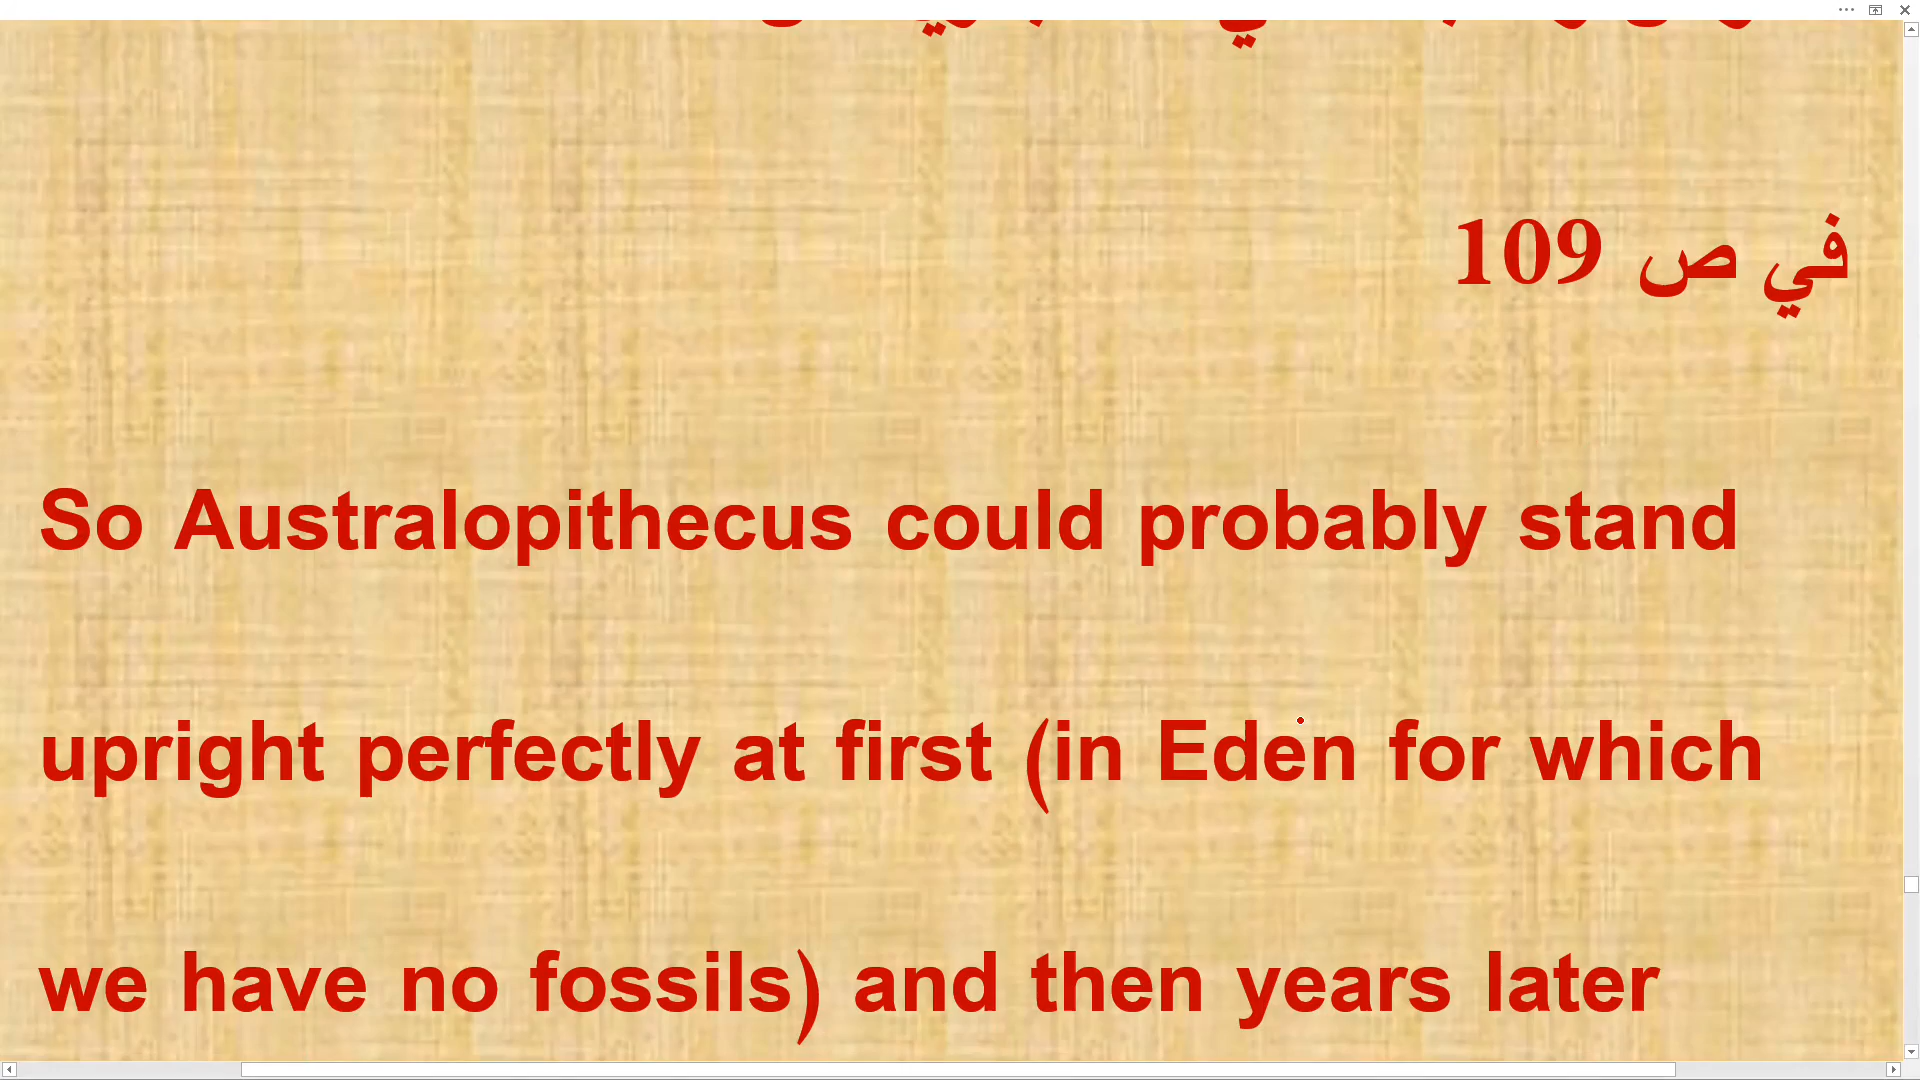 في ص 109
So Australopithecus could probably stand
upright perfectly at first (in Eden for which
we have no fossils) and then years later